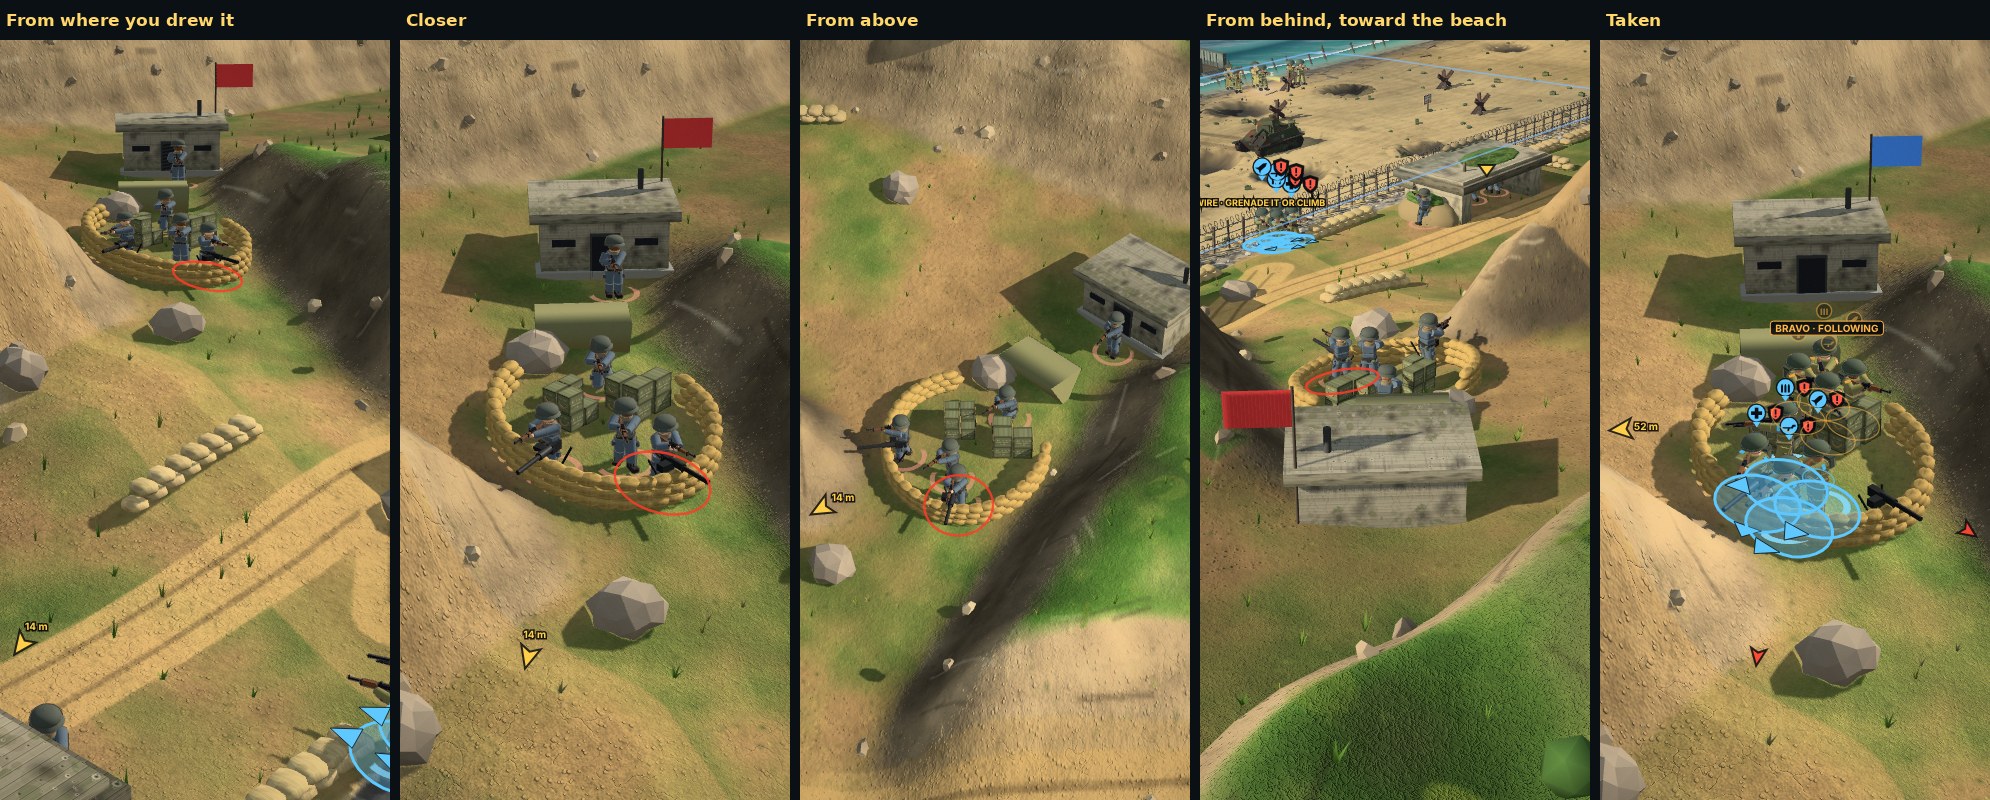 From where you drew it
Closer
From above
From behind, toward the beach
Taken
WIRE · GRENADE IT OR CLIMB
BRAVO · FOLLOWING
52 m
14 m
14 m
14 m